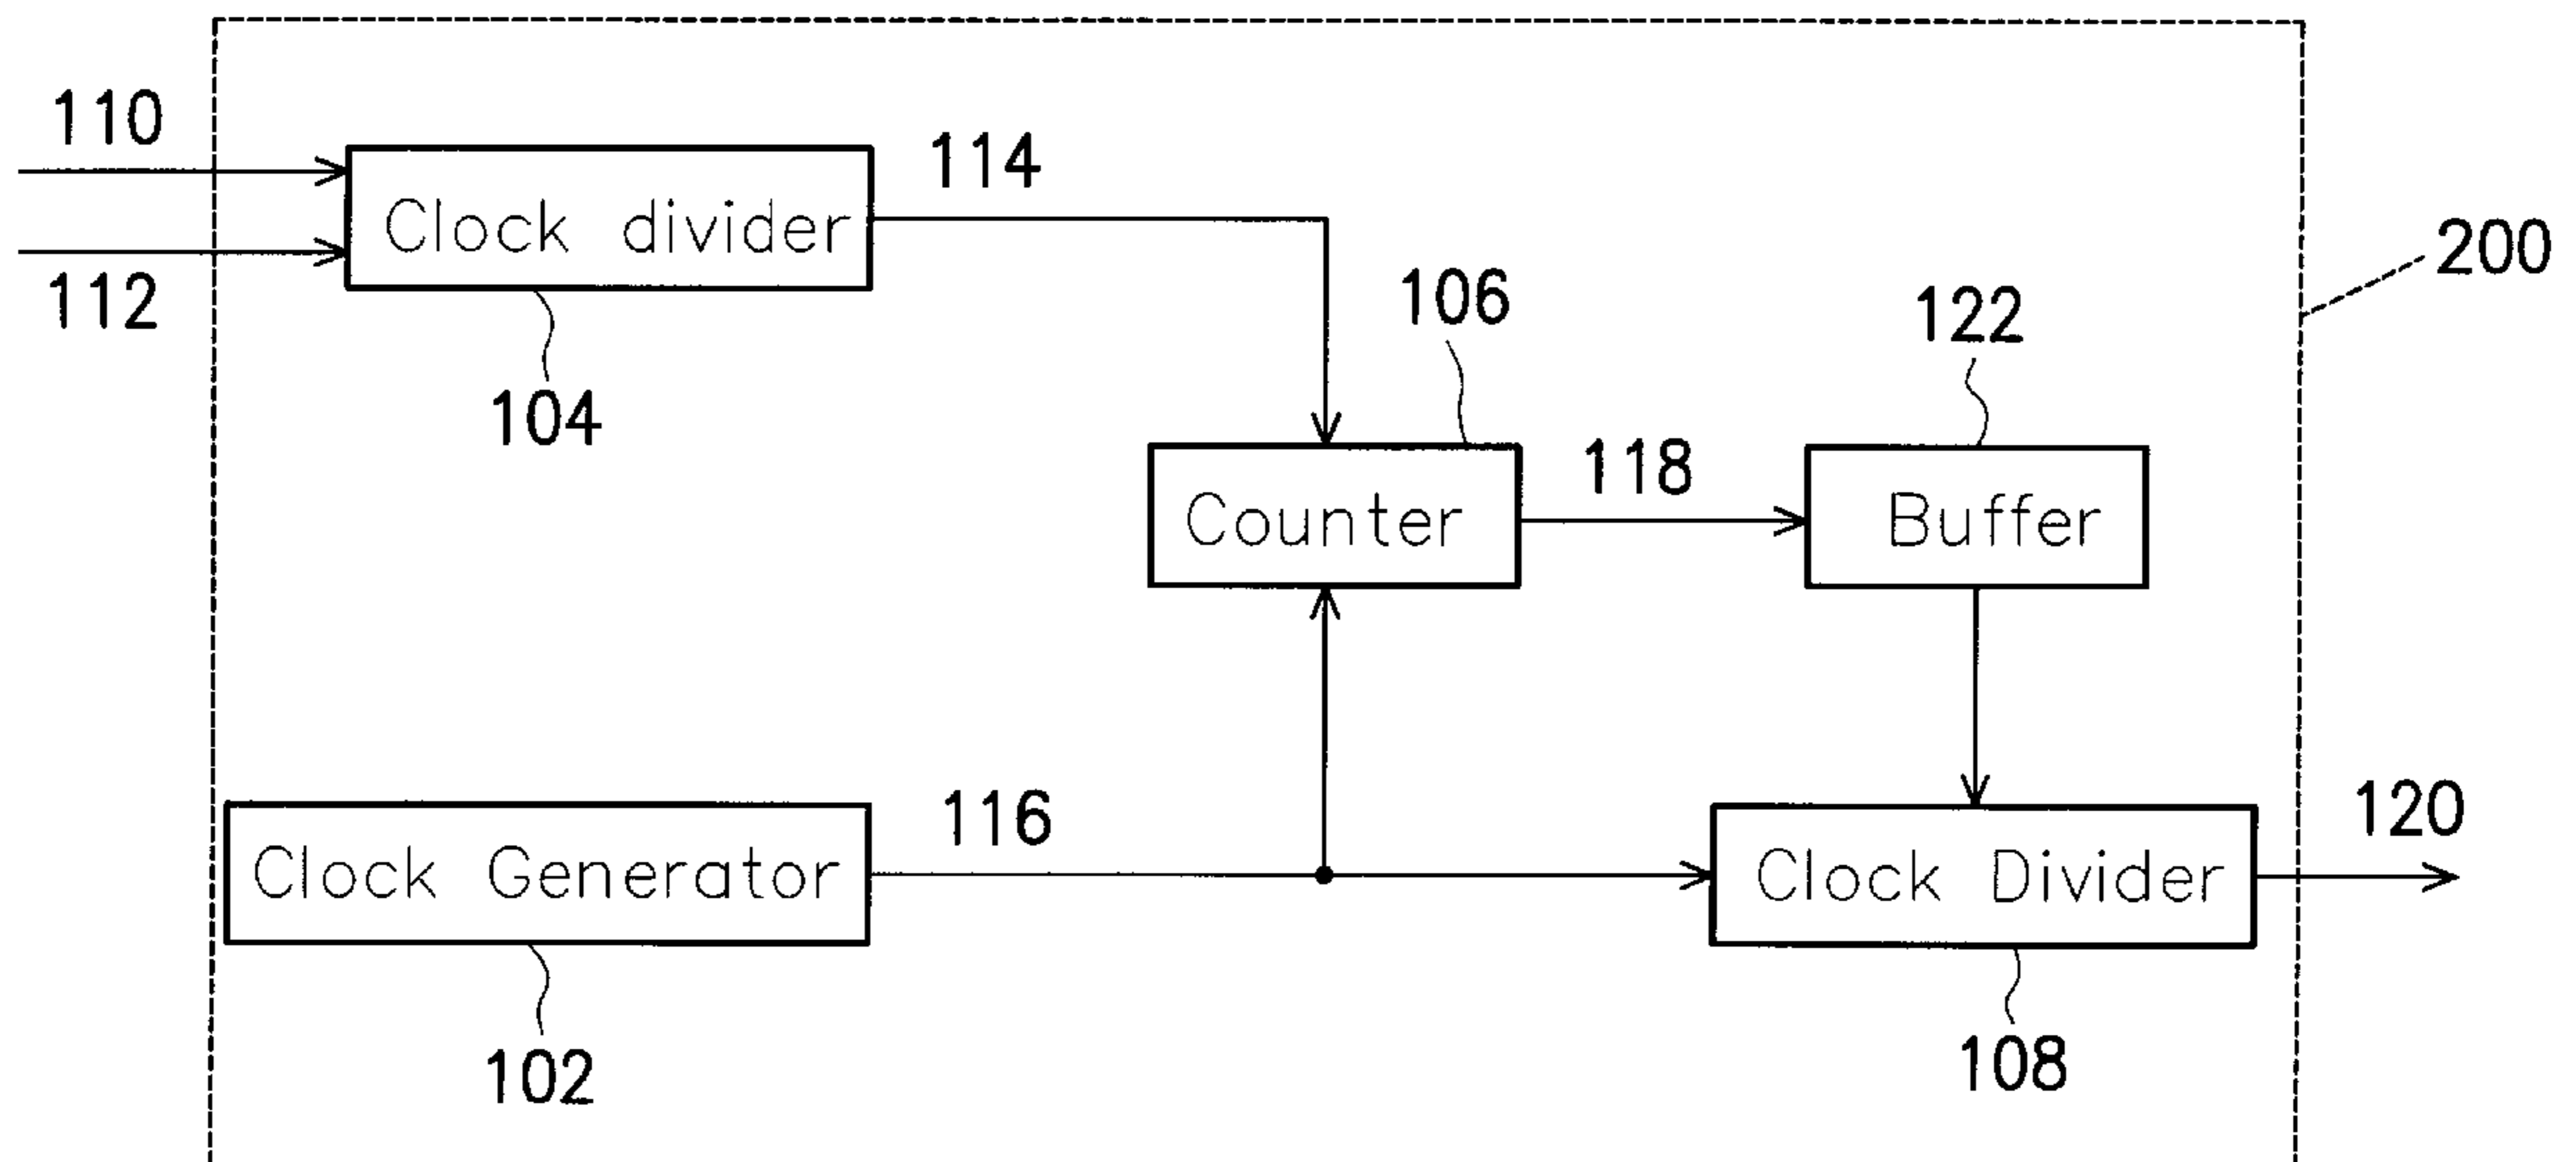 110
112
Clock divider
104
114
106
Counter
118
122
Buffer
200
Clock Generator
102
116
Clock Divider
108
120